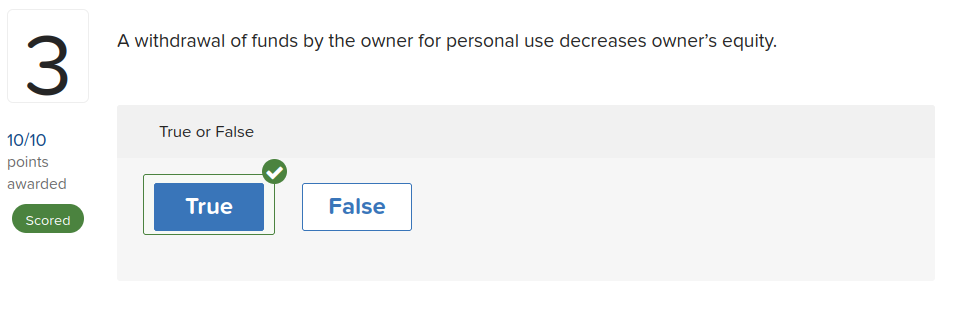 3
A withdrawal of funds by the owner for personal use decreases owner’s equity.
10/10
points
awarded
Scored
True or False
True
False